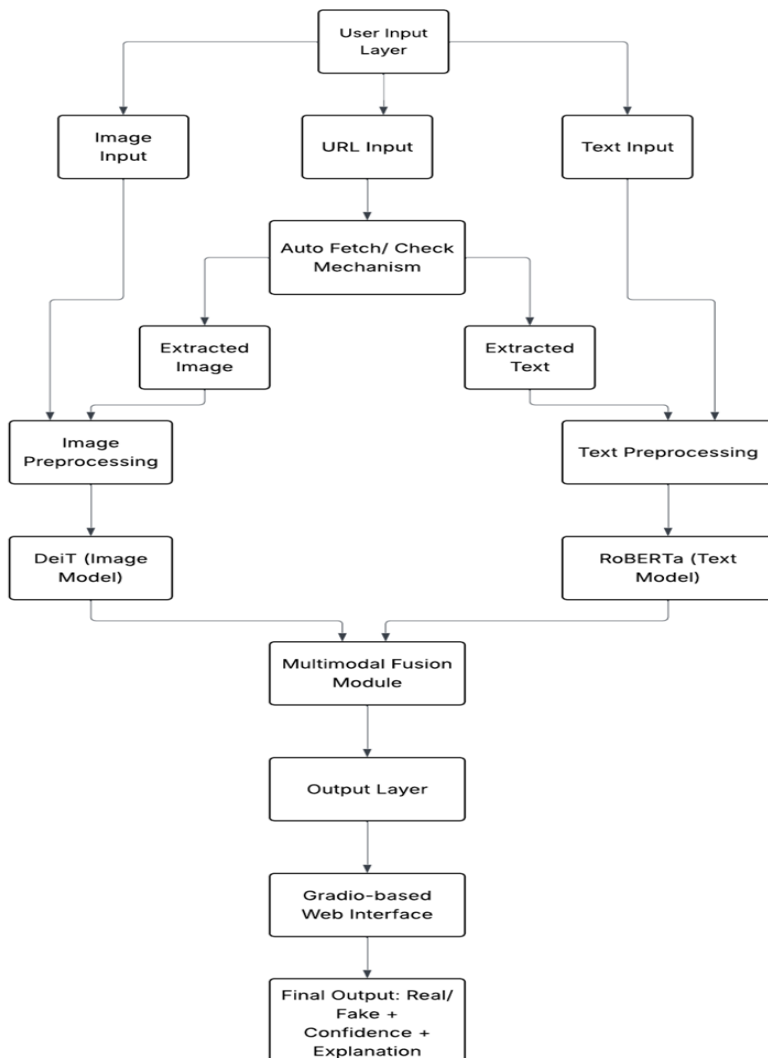 User Input
Layer
Image
Input
URL Input
Text Input
Auto Fetch/ Check
Mechanism
Extracted
Image
Extracted
Text
Image
Preprocessing
Text Preprocessing
DeiT (Image
Model)
RoBERTa (Text
Model)
Multimodal Fusion
Module
Output Layer
Gradio-based
Web Interface
Final Output: Real/
Fake +
Confidence +
Explanation